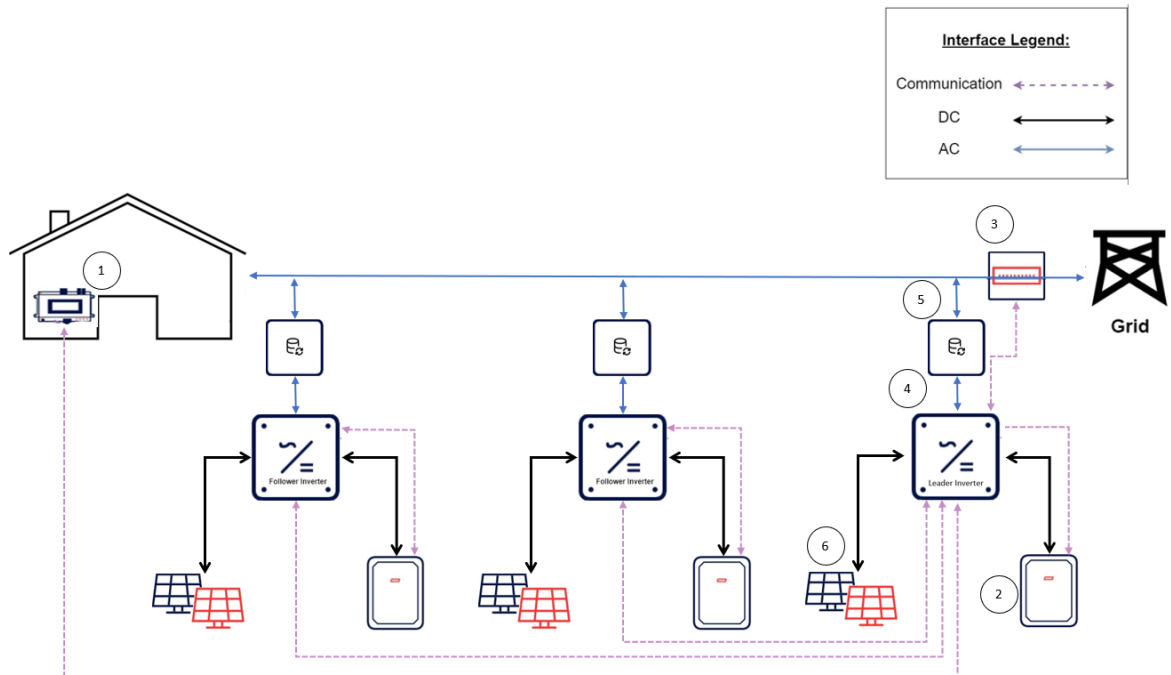 Interface Legend:
Communication
DC
AC
3
1
5
Grid
4
Follower Inverter
Follower Inverter
Leader Inverter
6
2